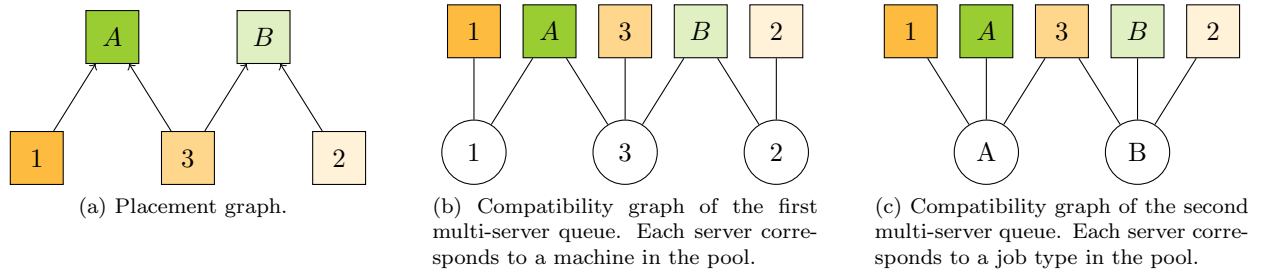 A B
1 3 2
(a) Placement graph.
1 A 3 B 2
1 3 2
(b) Compatibility graph of the first
multi-server queue. Each server corre-
sponds to a machine in the pool.
1 A 3 B 2
A B
(c) Compatibility graph of the second
multi-server queue. Each server corre-
sponds to a job type in the pool.